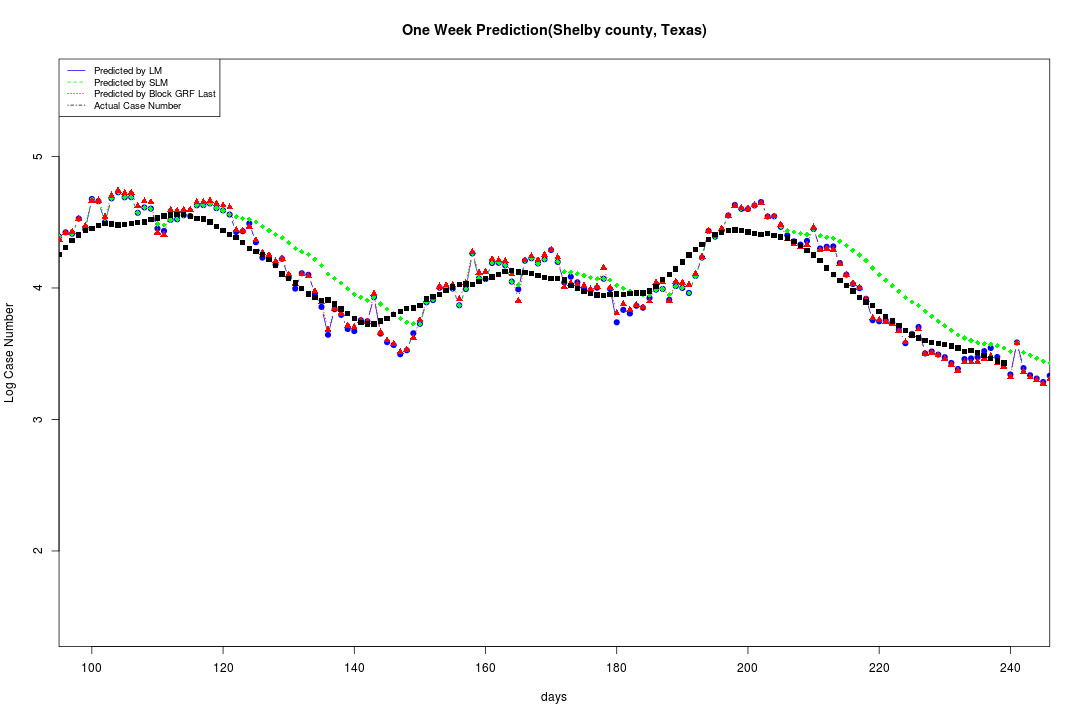 One Week Prediction(Shelby county, Texas)
Predicted by LM
Predicted by SLM
Predicted by Block GRF Last
Actual Case Number
5
4
3
2
Log Case Number
100 120 140 160 180 200 220 240
days